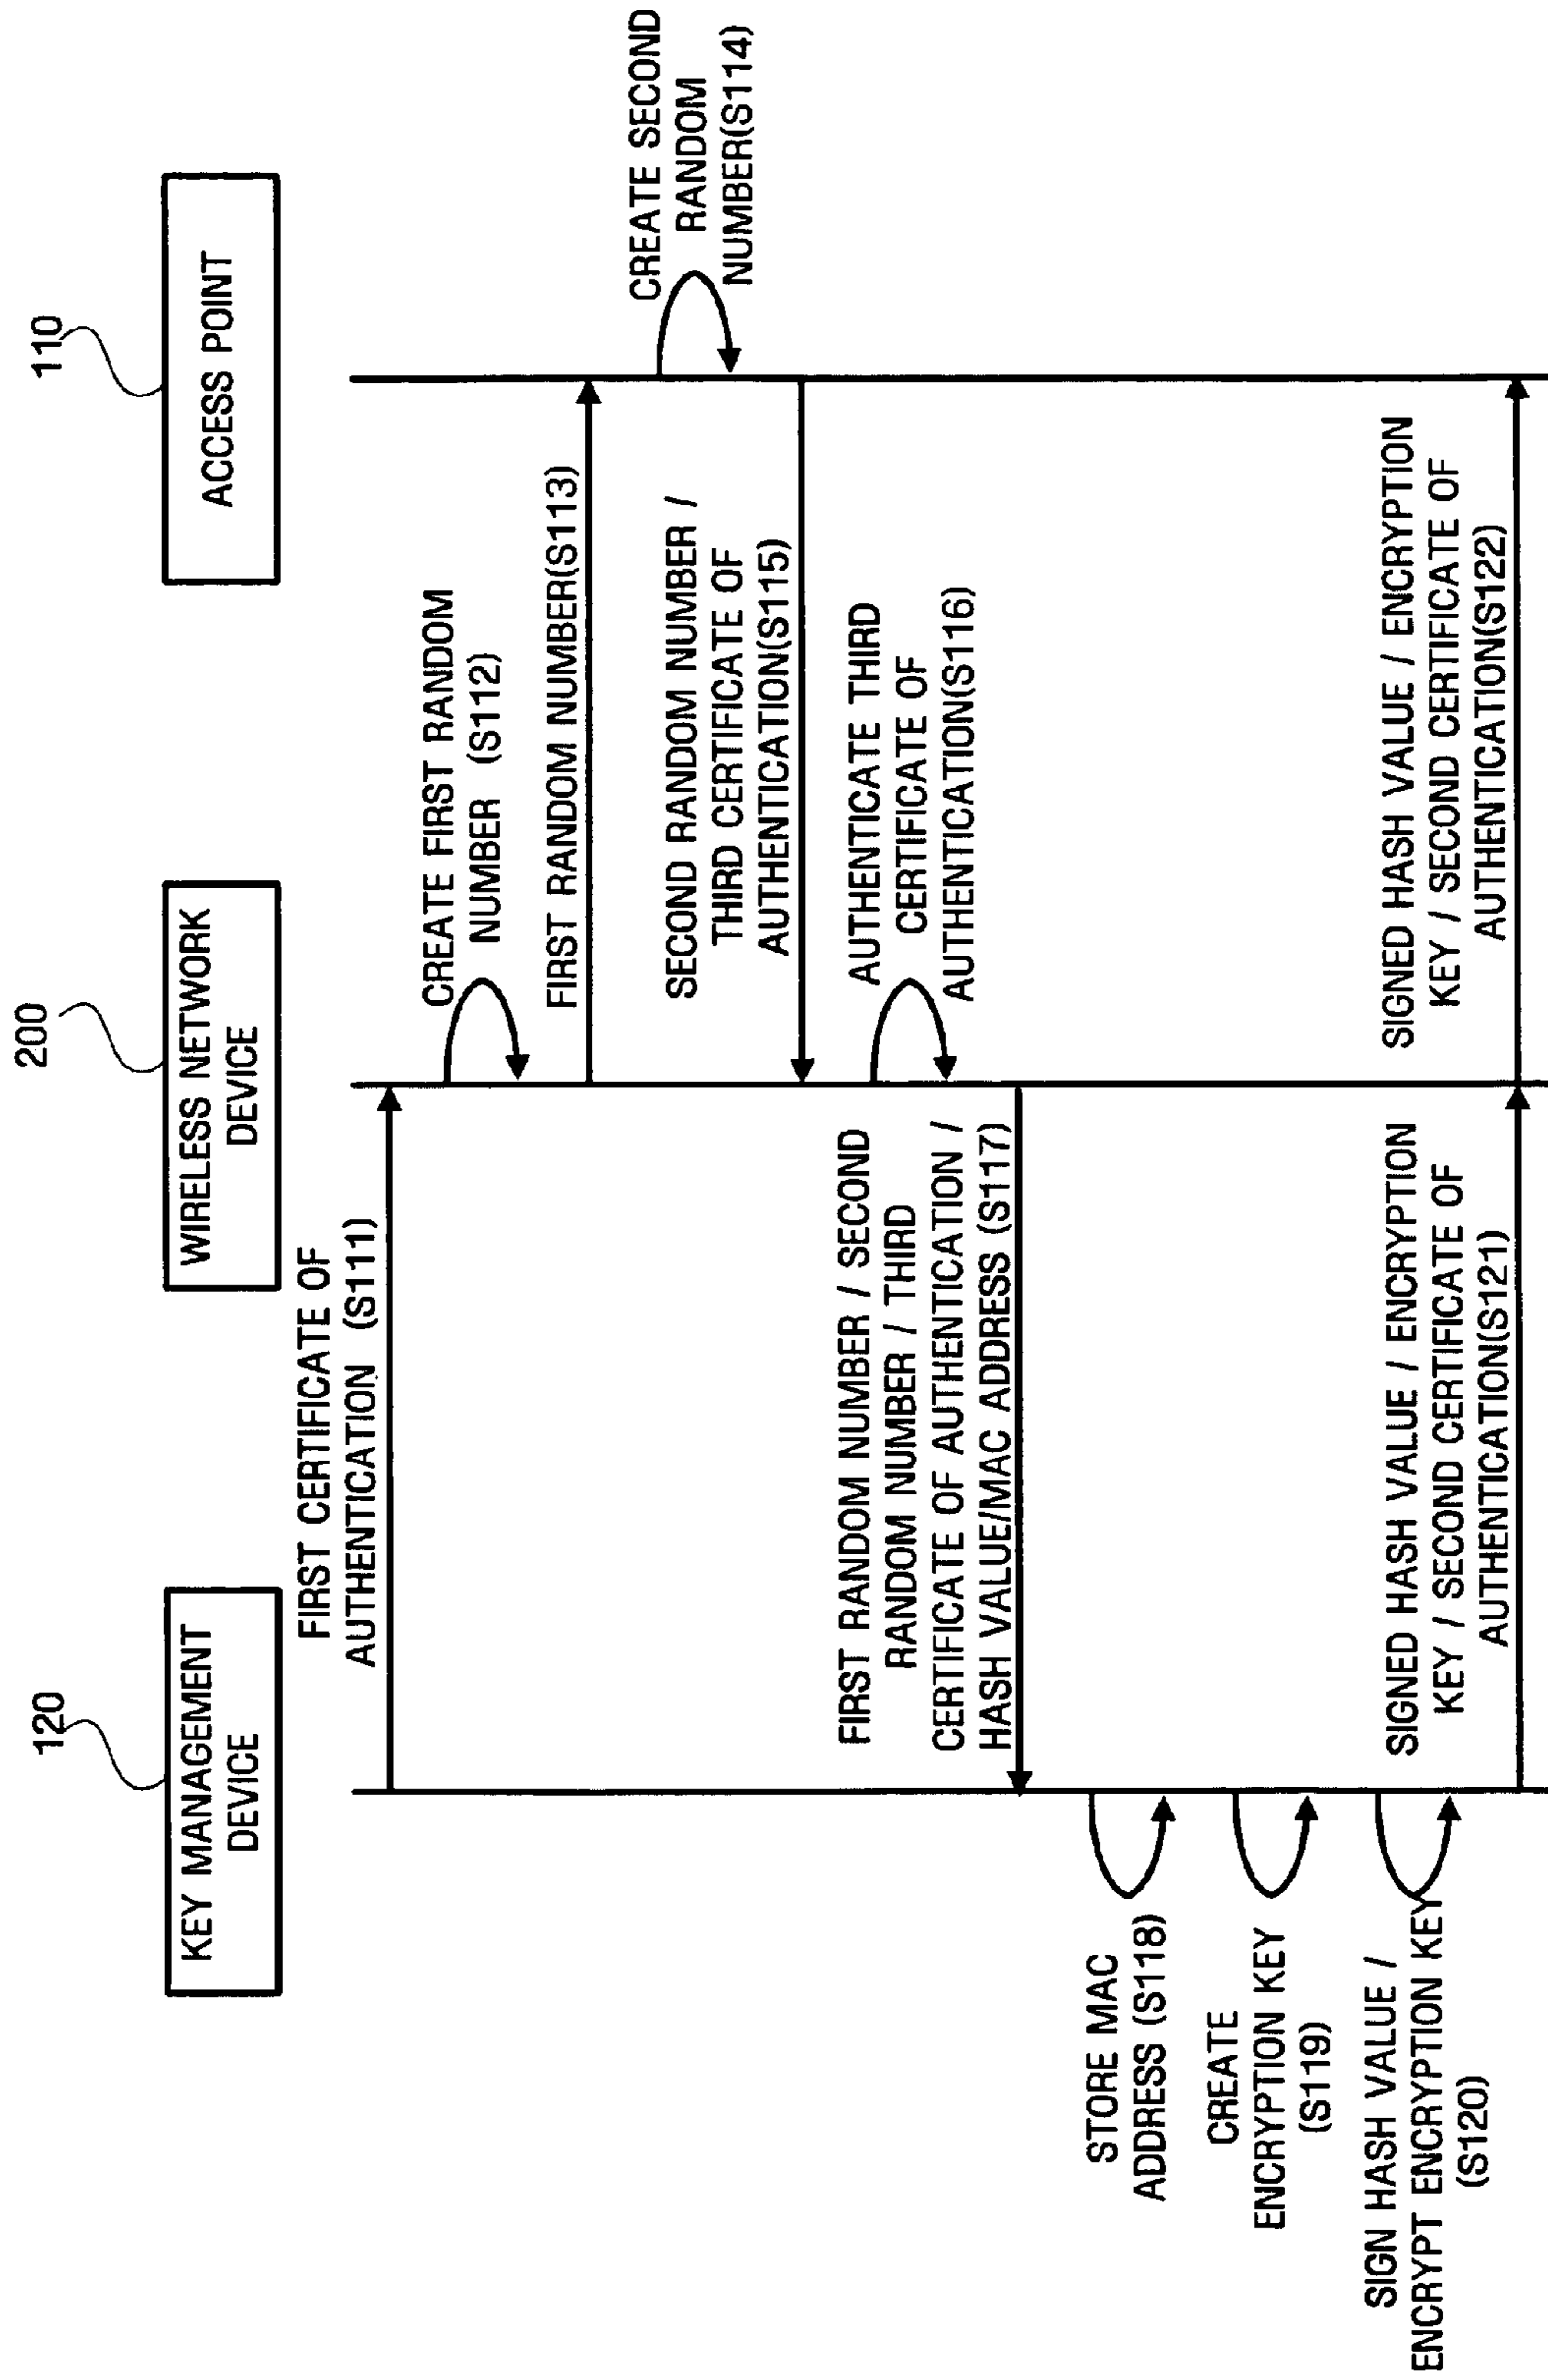 120
KEY MANAGEMENT
DEVICE
200
WIRELESS NETWORK
DEVICE
110
ACCESS POINT
FIRST CERTIFICATE OF
AUTHENTICATION (S111)
CREATE FIRST RANDOM
NUMBER (S112)
FIRST RANDOM NUMBER(S113)
CREATE SECOND
RANDOM
NUMBER(S114)
SECOND RANDOM NUMBER /
THIRD CERTIFICATE OF
AUTHENTICATION(S115)
AUTHENTICATE THIRD
CERTIFICATE OF
AUTHENTICATION(S116)
FIRST RANDOM NUMBER / SECOND
RANDOM NUMBER / THIRD
CERTIFICATE OF AUTHENTICATION /
HASH VALUE/MAC ADDRESS (S117)
STORE MAC
ADDRESS (S118)
CREATE
ENCRYPTION KEY
(S119)
SIGN HASH VALUE /
ENCRYPT ENCRYPTION KEY
(S120)
SIGNED HASH VALUE / ENCRYPTION
KEY / SECOND CERTIFICATE OF
AUTHENTICATION(S121)
SIGNED HASH VALUE / ENCRYPTION
KEY / SECOND CERTIFICATE OF
AUTHENTICATION(S122)